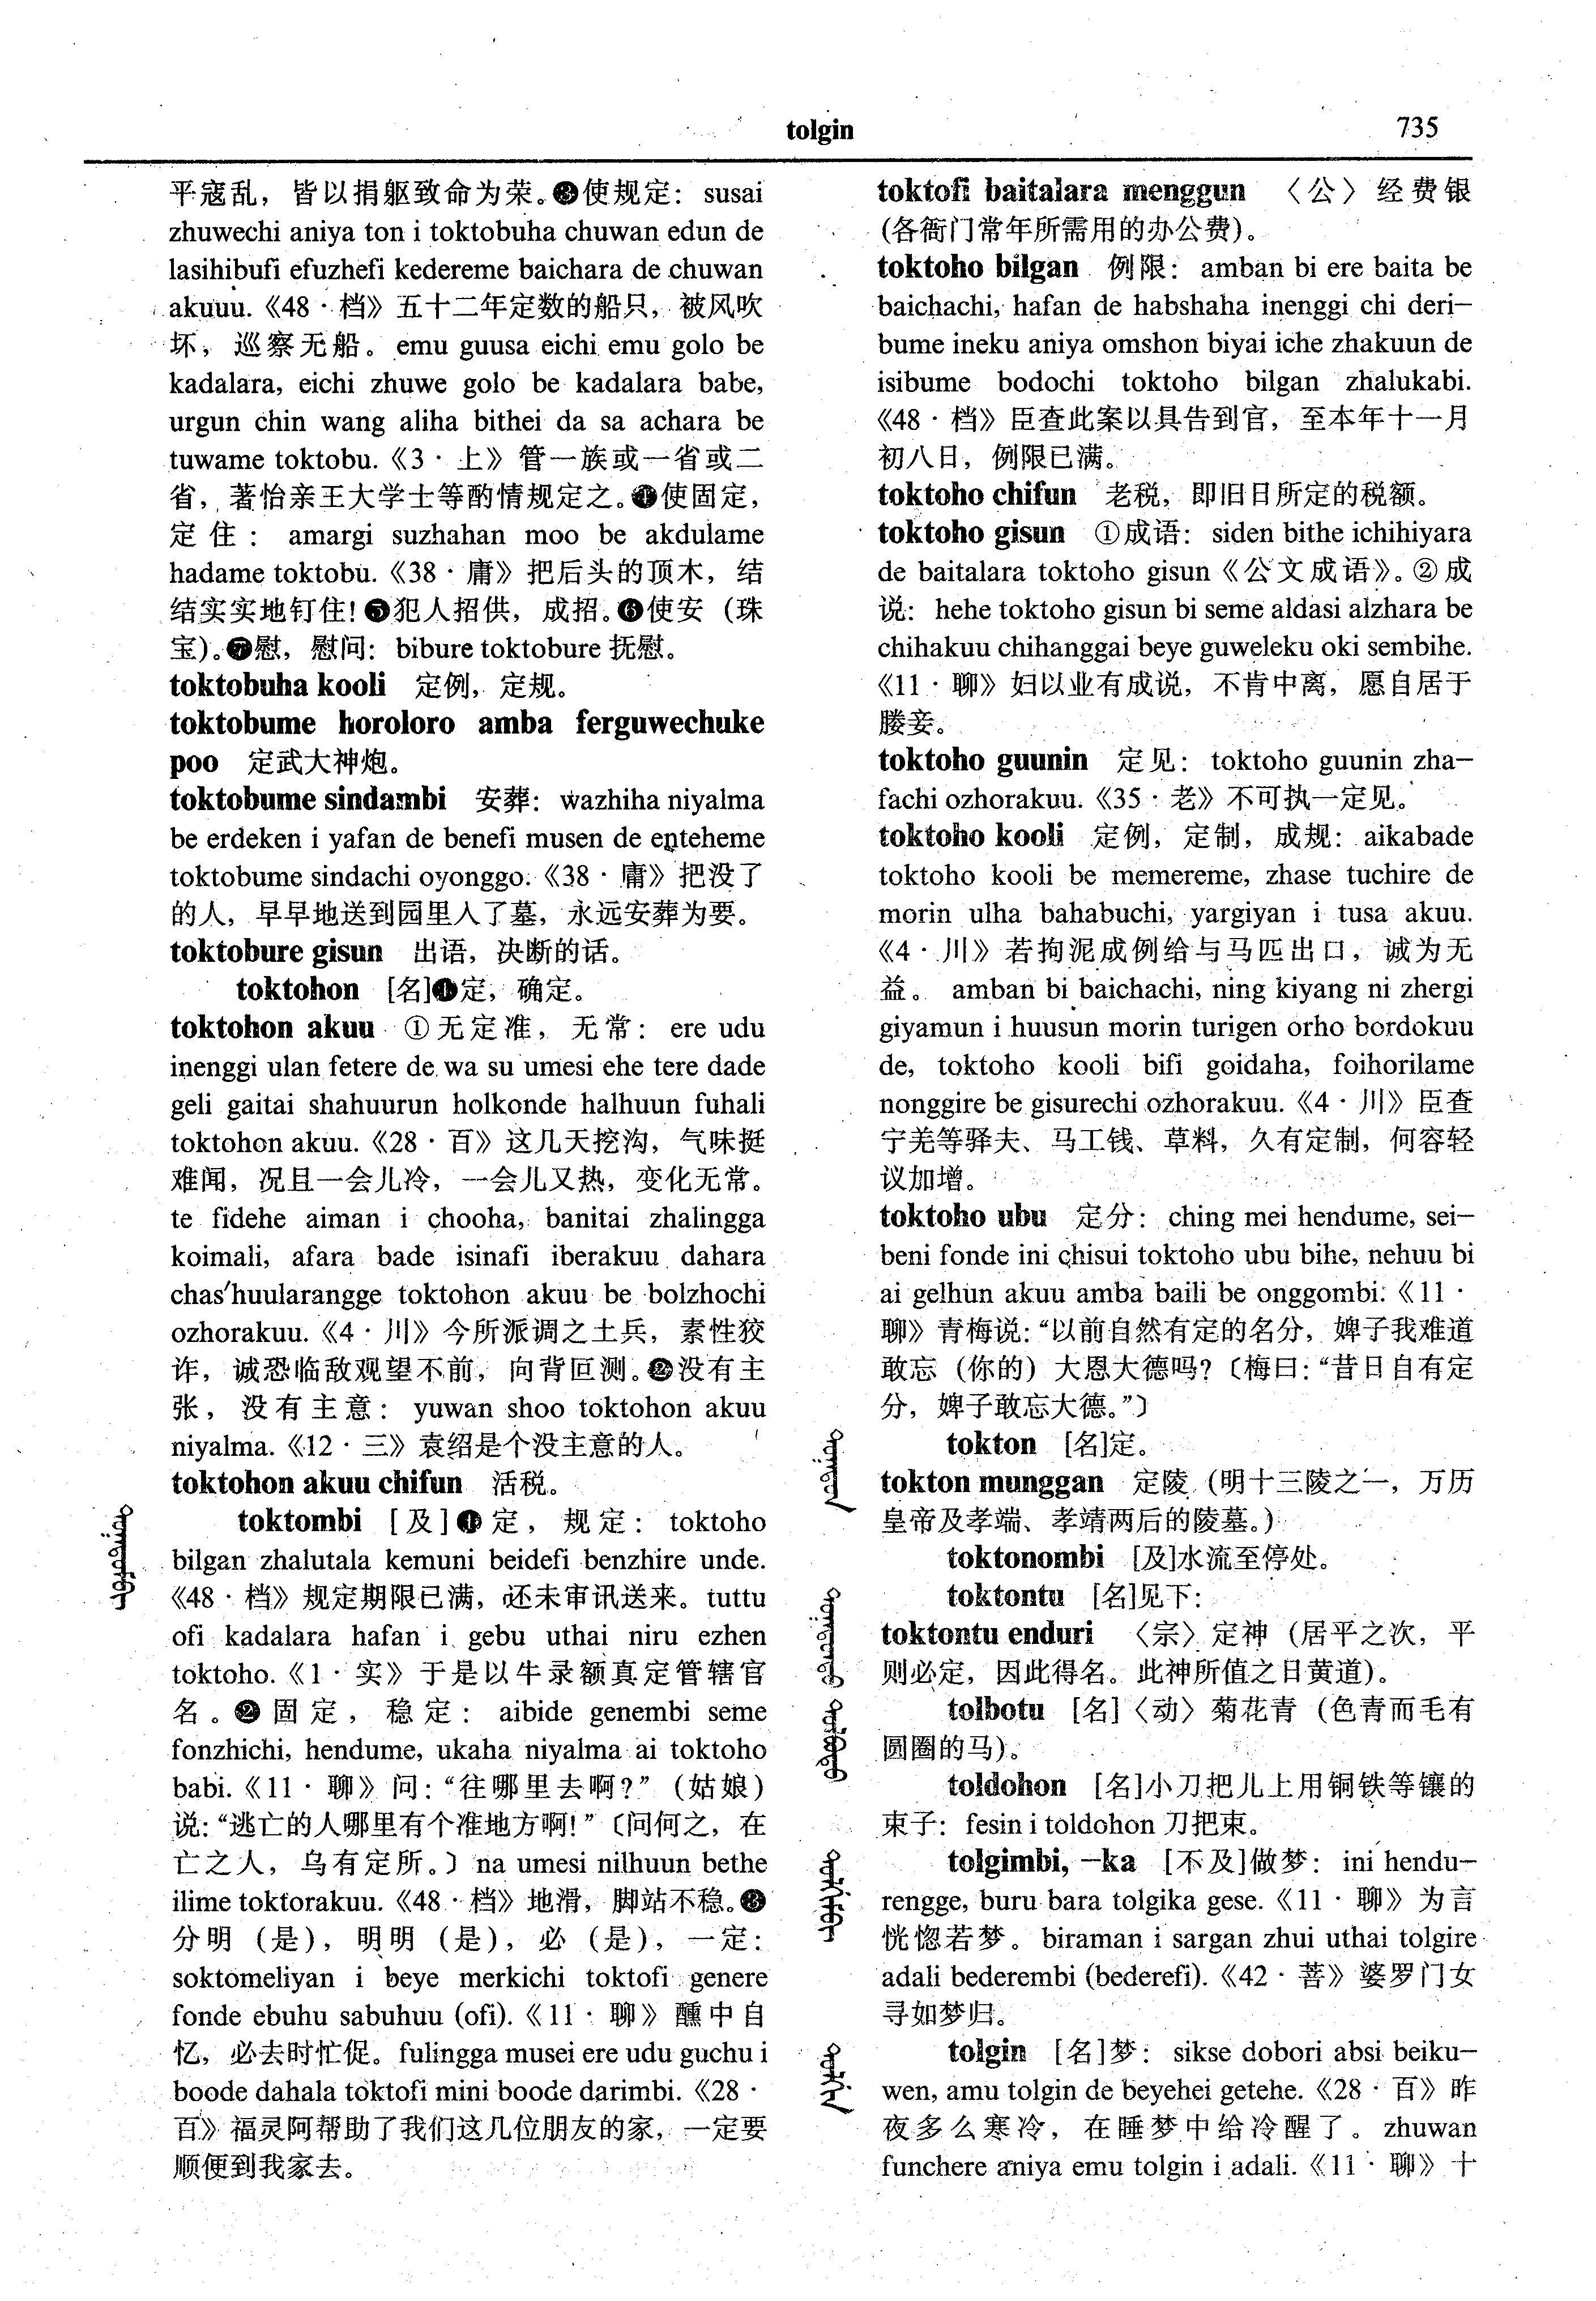 tolgin
735
平寇乱，皆以捐躯致命为荣。❸使规定：susai
zhuwechi aniya ton i toktobuha chuwan edun de
lasihibufi efuzhefi kedereme baichara de chuwan
akuuu.《48·档》五十二年定数的船只，被风吹
坏，巡察无船。emu guusa eichi emu golo be
kadalara, eichi zhuwe golo be kadalara babe,
urgun chin wang aliha bithei da sa achara be
tuwame toktobu.《3·上》管一族或一省或二
省，著怡亲王大学士等酌情规定之。❹使固定，
定住：amargi suzhahan moo be akdulame
hadame toktobu.《38·庸》把后头的顶木，结
结实实地钉住！❺犯人招供，成招。❻使安（珠
宝）。❼慰，慰问：bibure toktobure 抚慰。
toktobuha kooli 定例，定规。
toktobume horoloro amba ferguwechuke
poo 定武大神炮。
toktobume sindambi 安葬：wazhiha niyalma
be erdeken i yafan de benefi musen de enteheme
toktobume sindachi oyonggo.《38·庸》把没了
的人，早早地送到园里入了墓，永远安葬为要。
toktobure gisun 出语，决断的话。
toktohon [名]❶定，确定。
toktohon akuu ①无定准，无常：ere udu
inenggi ulan fetere de wa su umesi ehe tere dade
geli gaitai shahuurun holkonde halhuun fuhali
toktohon akuu.《28·百》这几天挖沟，气味挺
难闻，况且一会儿冷，一会儿又热，变化无常。
te fidehe aiman i chooha, banitai zhalingga
koimali, afara bade isinafi iberakuu dahara
chas'huularangge toktohon akuu be bolzhochi
ozhorakuu.《4·川》今所派调之土兵，素性狡
诈，诚恐临敌观望不前，向背叵测。❷没有主
张，没有主意：yuwan shoo toktohon akuu
niyalma.《12·三》袁绍是个没主意的人。
toktohon akuu chifun 活税。
toktombi [及]❶定，规定：toktoho
bilgan zhalutala kemuni beidefi benzhire unde.
《48·档》规定期限已满，还未审讯送来。tuttu
ofi kadalara hafan i gebu uthai niru ezhen
toktoho.《1·实》于是以牛录额真定管辖官
名。❷固定，稳定：aibide genembi seme
fonzhichi, hendume, ukaha niyalma ai toktoho
babi.《11·聊》问：“往哪里去啊？”（姑娘）
说：“逃亡的人哪里有个准地方啊！”〔问何之，在
亡之人，乌有定所。〕na umesi nilhuun bethe
ilime toktorakuu.《48·档》地滑，脚站不稳。❸
分明（是），明明（是），必（是），一定：
soktomeliyan i beye merkichi toktofi genere
fonde ebuhu sabuhuu (ofi).《11·聊》醺中自
忆，必去时忙促。fulingga musei ere udu guchu i
boode dahala toktofi mini boode darimbi.《28·
百》福灵阿帮助了我们这几位朋友的家，一定要
顺便到我家去。
toktofi baitalara menggun 〈公〉经费银
(各衙门常年所需用的办公费)。
toktoho bilgan 例限：amban bi ere baita be
baichachi, hafan de habshaha inenggi chi deri–
bume ineku aniya omshon biyai iche zhakuun de
isibume bodochi toktoho bilgan zhalukabi.
《48·档》臣查此案以具告到官，至本年十一月
初八日，例限已满。
toktoho chifun 老税，即旧日所定的税额。
toktoho gisun ①成语：siden bithe ichihiyara
de baitalara toktoho gisun《公文成语》。②成
说：hehe toktoho gisun bi seme aldasi alzhara be
chihakuu chihanggai beye guweleku oki sembihe.
《11·聊》妇以业有成说，不肯中离，愿自居于
媵妾。
toktoho guunin 定见：toktoho guunin zha–
fachi ozhorakuu.《35·老》不可执一定见。
toktoho kooli 定例，定制，成规：aikabade
toktoho kooli be memereme, zhase tuchire de
morin ulha bahabuchi, yargiyan i tusa akuu.
《4·川》若拘泥成例给与马匹出口，诚为无
益。amban bi baichachi, ning kiyang ni zhergi
giyamun i huusun morin turigen orho bordokuu
de, toktoho kooli bifi goidaha, foihorilame
nonggire be gisurechi ozhorakuu.《4·川》臣查
宁羌等驿夫、马工钱、草料，久有定制，何容轻
议加增。
toktoho ubu 定分：ching mei hendume, sei–
beni fonde ini chisui toktoho ubu bihe, nehuu bi
ai gelhun akuu amba baili be onggombi.《11·
聊》青梅说：“以前自然有定的名分，婢子我难道
敢忘（你的）大恩大德吗？〔梅曰：“昔日自有定
分，婢子敢忘大德。”〕
tokton [名]定。
tokton munggan 定陵（明十三陵之一，万历
皇帝及孝端、孝靖两后的陵墓。）
toktonombi [及]水流至停处。
toktontu [名]见下：
toktontu enduri 〈宗〉定神（居平之次，平
则必定，因此得名。此神所值之日黄道）。
tolbotu [名]〈动〉菊花青（色青而毛有
圆圈的马）。
toldohon [名]小刀把儿上用铜铁等镶的
束子：fesin i toldohon 刀把束。
tolgimbi, –ka [不及]做梦：ini hendu–
rengge, buru bara tolgika gese.《11·聊》为言
恍惚若梦。biraman i sargan zhui uthai tolgire
adali bederembi (bederefi).《42·菩》婆罗门女
寻如梦归。
tolgin [名]梦：sikse dobori absi beiku–
wen, amu tolgin de beyehei getehe.《28·百》昨
夜多么寒冷，在睡梦中给冷醒了。zhuwan
funchere aniya emu tolgin i adali.《11·聊》十